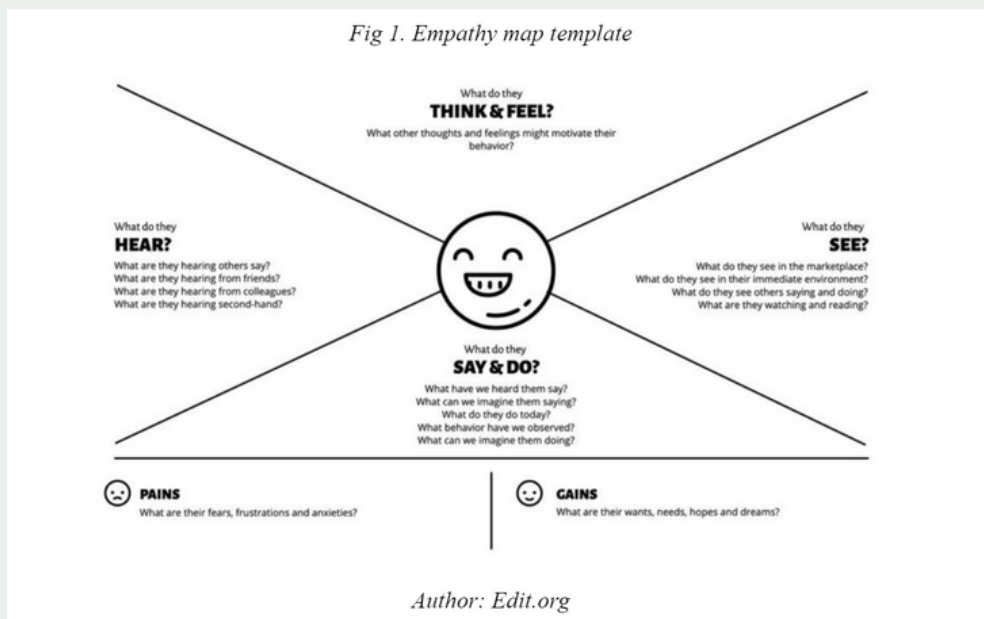 Fig 1. Empathy map template
What do they
THINK & FEEL?
What other thoughts and feelings might motivate their
behavior?
What do they
HEAR?
What are they hearing others say?
What are they hearing from friends?
What are they hearing from colleagues?
What are they hearing second-hand?
What do they
SEE?
What do they see in the marketplace?
What do they see in their immediate environment?
What do they see others saying and doing?
What are they watching and reading?
What do they
SAY & DO?
What have we heard them say?
What can we imagine them saying?
What do they do today?
What behavior have we observed?
What can we imagine them doing?
PAINS
What are their fears, frustrations and anxieties?
GAINS
What are their wants, needs, hopes and dreams?
Author: Edit.org